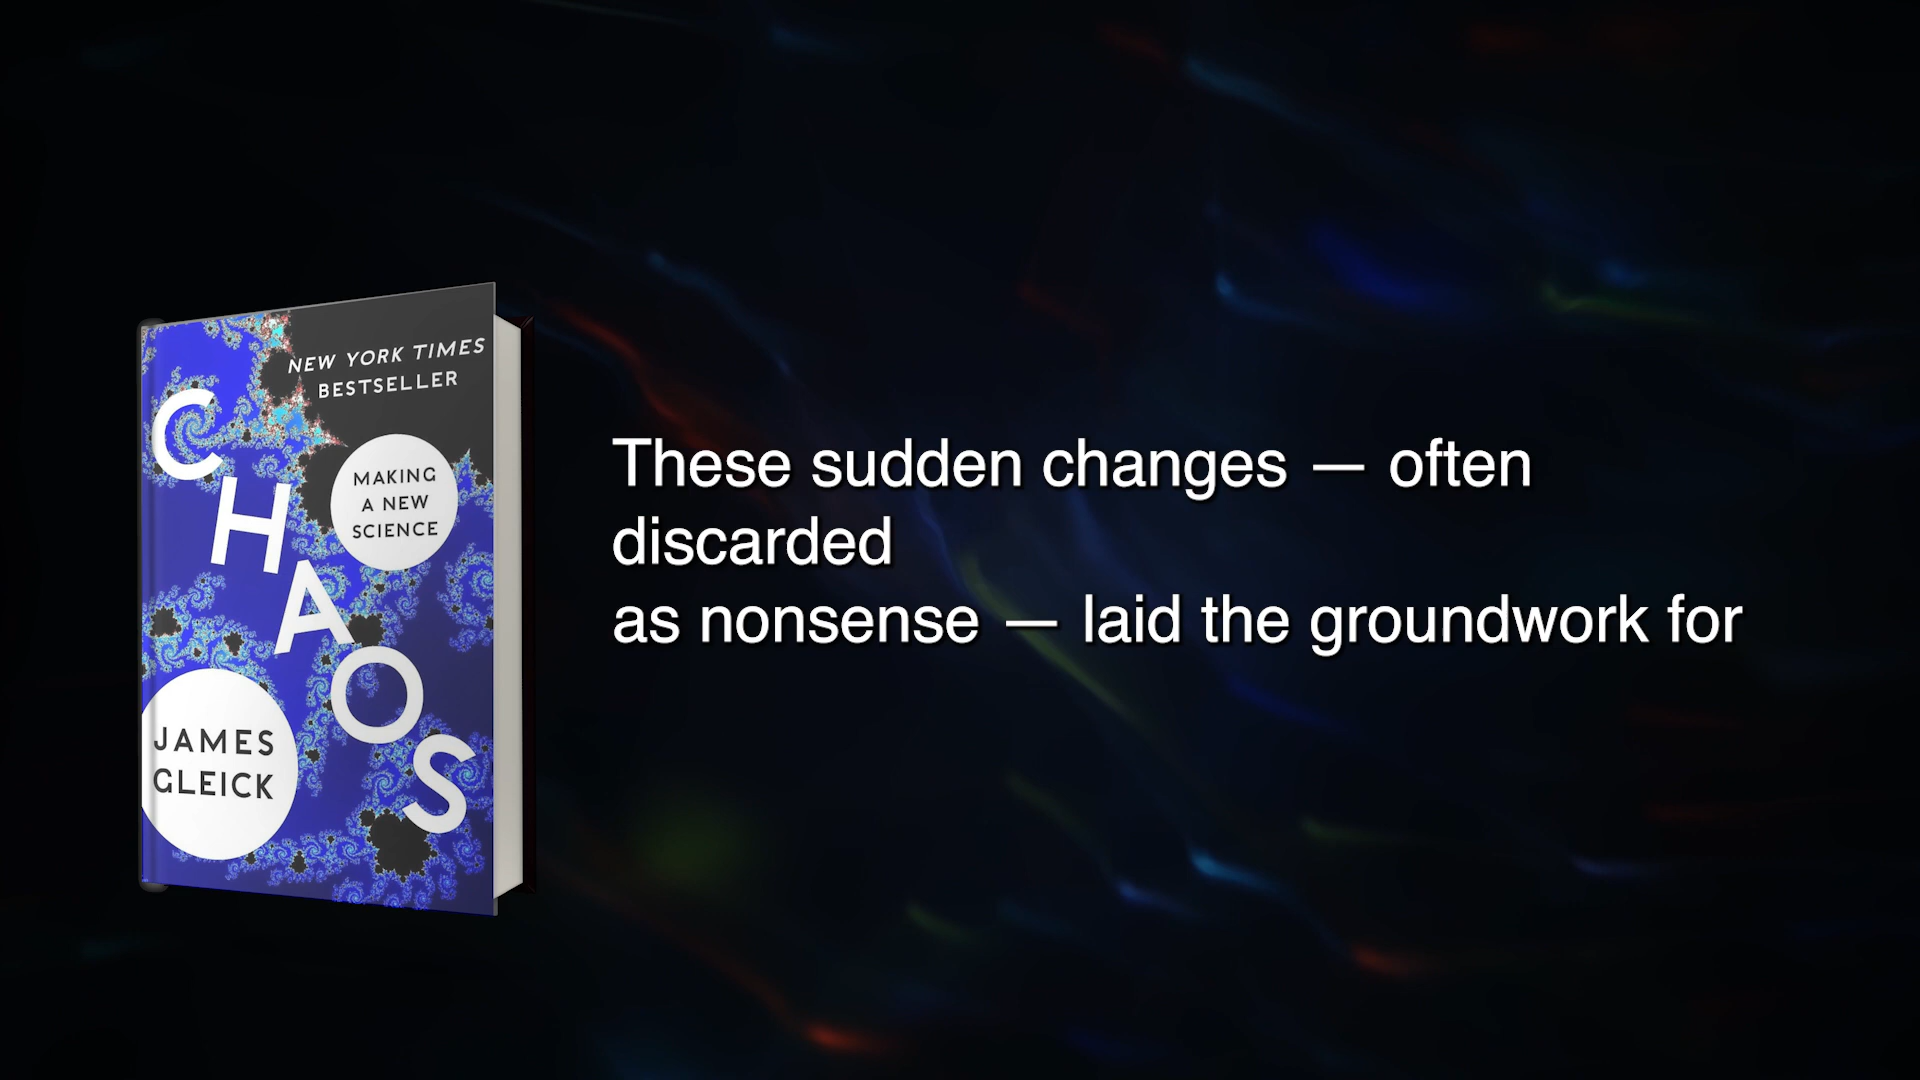 NEW YORK TIMES
BESTSELLER
CHAOS
MAKING
A NEW
SCIENCE
JAMES
GLEICK
These sudden changes — often
discarded
as nonsense — laid the groundwork for